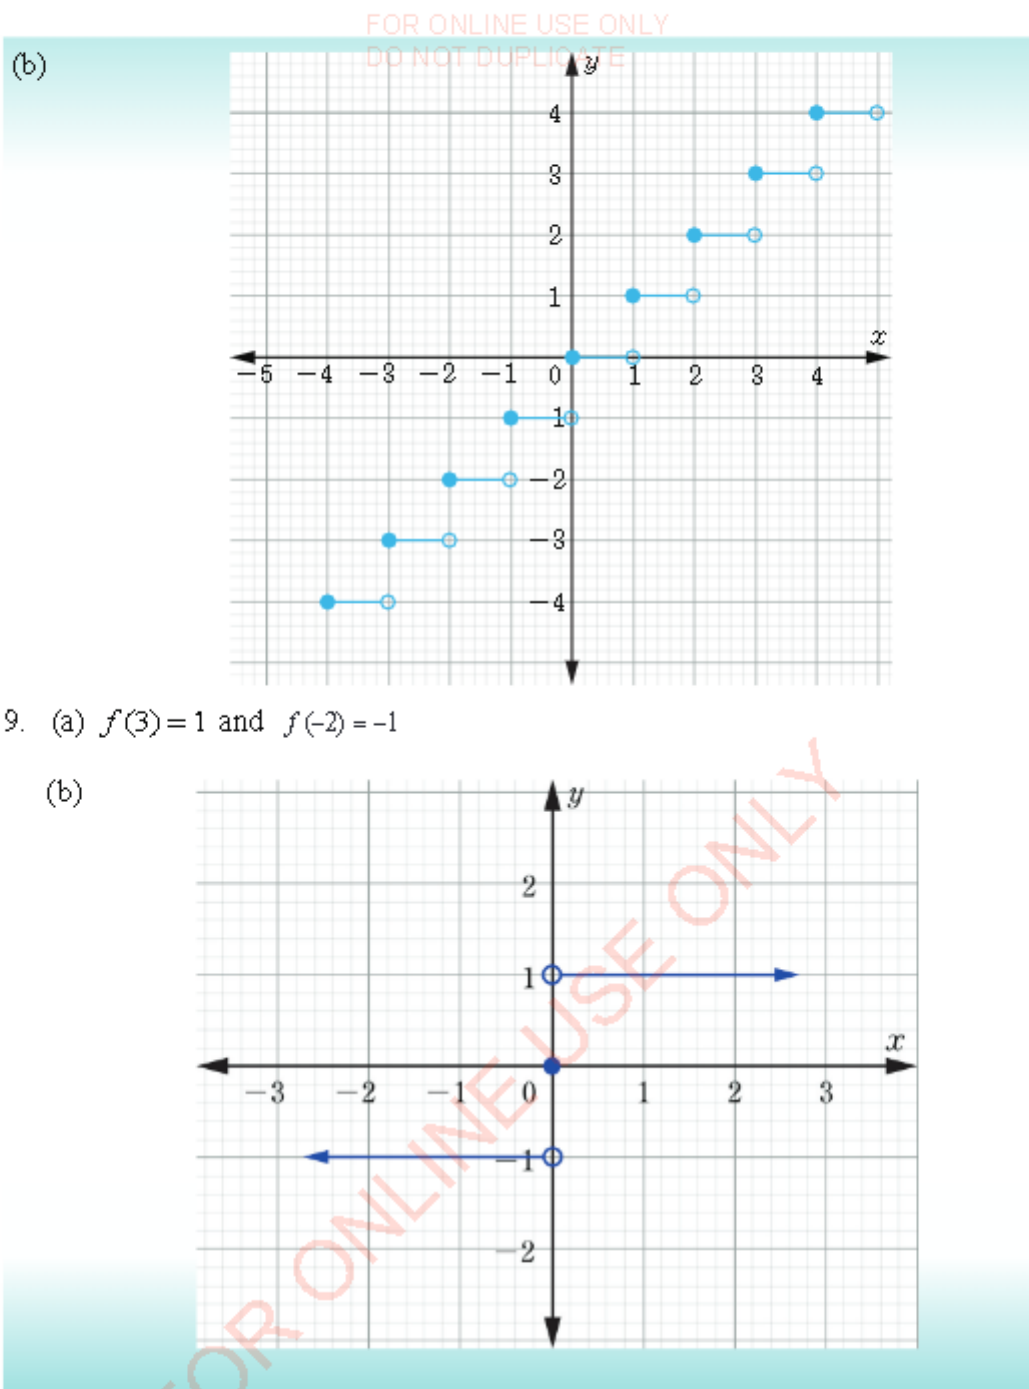 FOR ONLINE USE ONLY
DO NOT DUPLICATE
(b)
y
4
3
2
1
x
−5 −4 −3 −2 −1 0 1 2 3 4
1
−2
−3
−4
9. (a) f(3) = 1 and f(−2) = −1
(b)
y
2
1
x
−3 −2 −1 0 1 2 3
−1
−2
FOR ONLINE USE ONLY